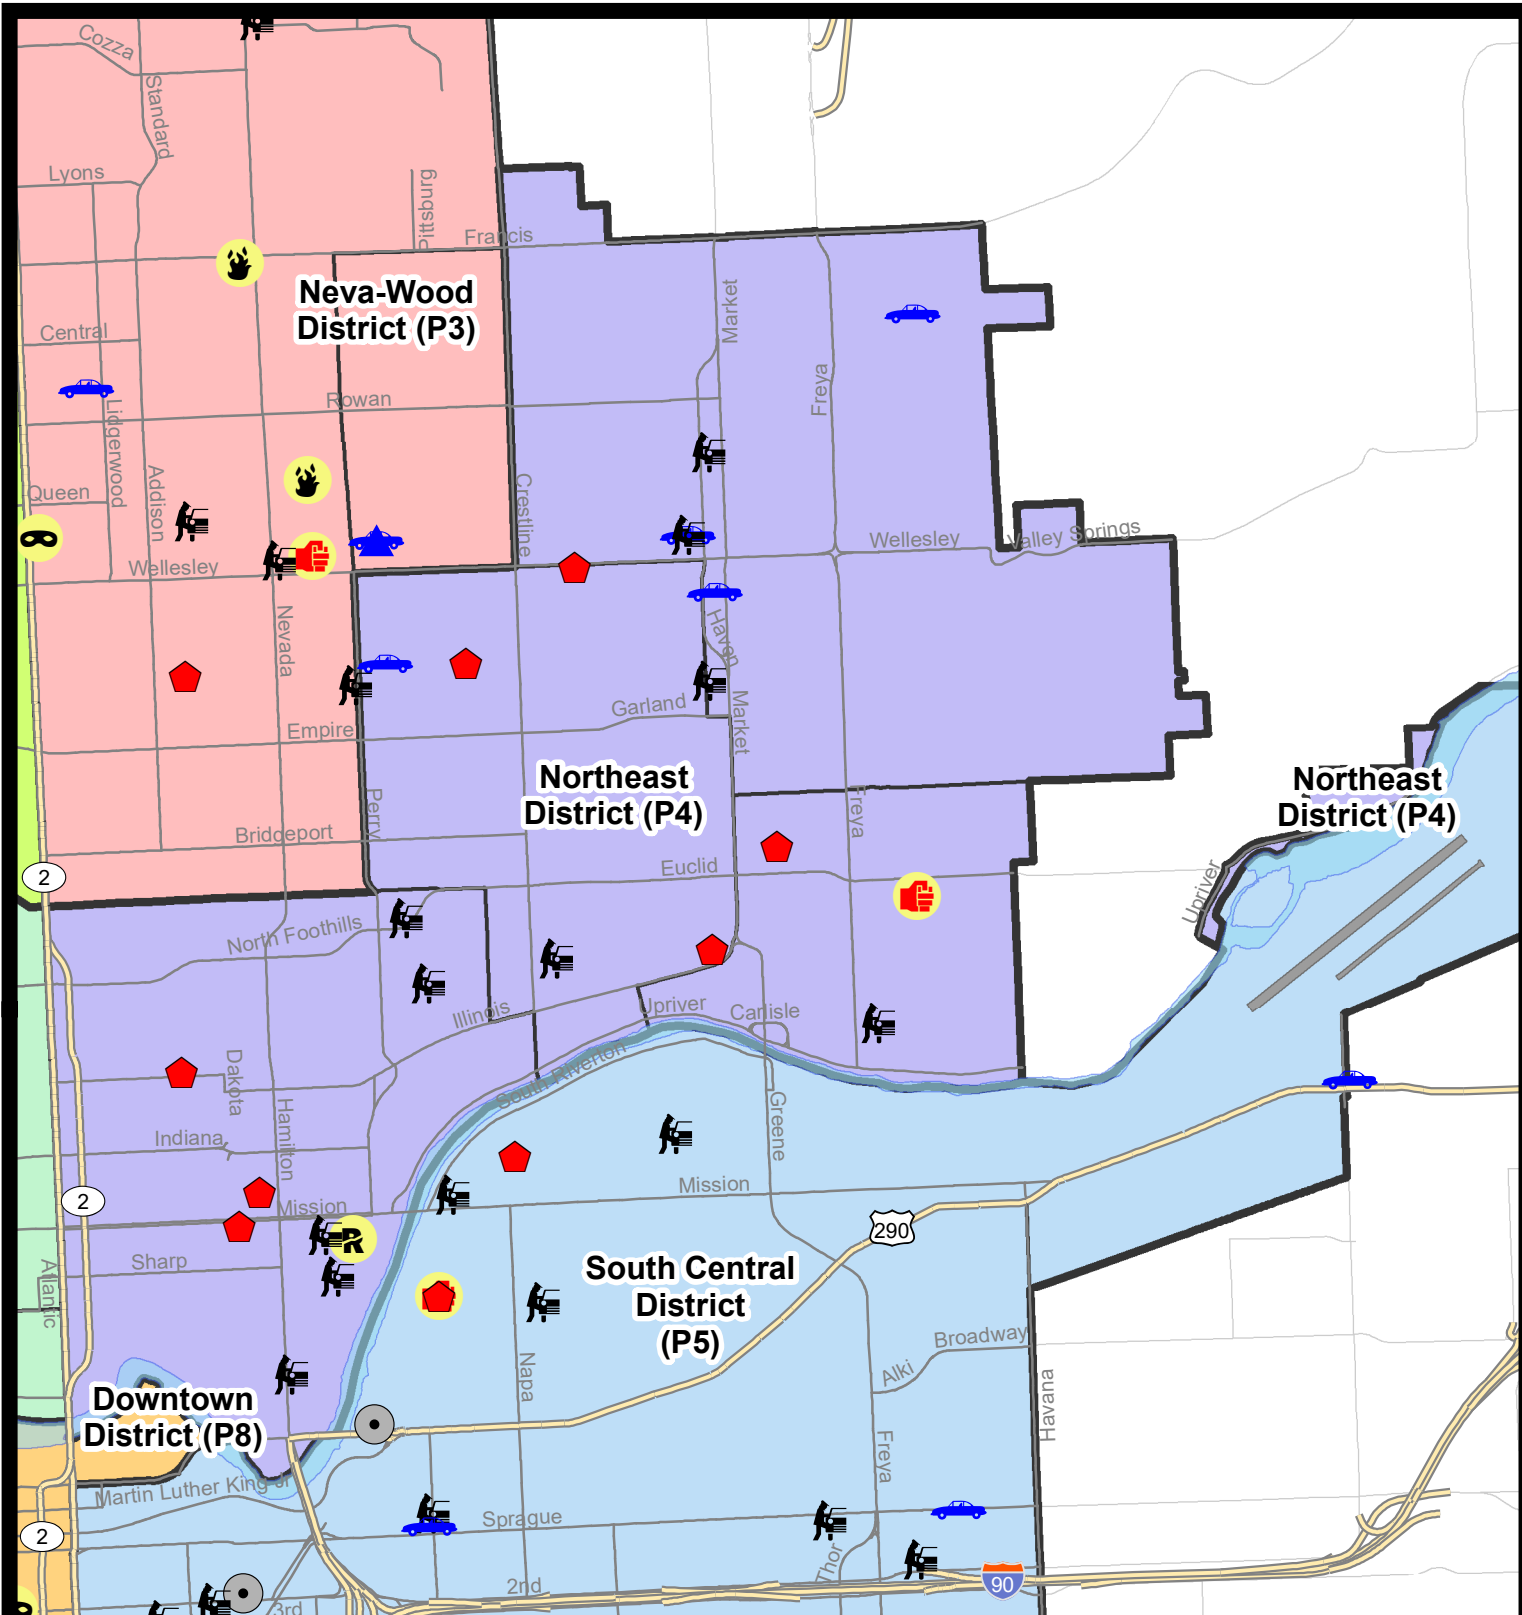 Cozza
Standard
Lyons
Pittsburg
Francis
Neva-Wood
District (P3)
Market
Central
Freya
Lidgerwood
Rowan
Addison
Queen
Crestline
Wellesley
Valley Springs
Wellesley
Nevada
Haven
Garland
Market
Empire
Northeast
District (P4)
Northeast
District (P4)
Perry
Freya
Bridgeport
Euclid
2
Upriver
North Foothills
Illinois
Upriver
Carlisle
South Riverton
Dakota
Hamilton
Greene
Indiana
2
Mission
Mission
R
290
Sharp
Atlantic
South Central
District
(P5)
Broadway
Alki
Napa
Havana
Downtown
District (P8)
Freya
Martin Luther King Jr
Sprague
2
Thor
2nd
90
3rd